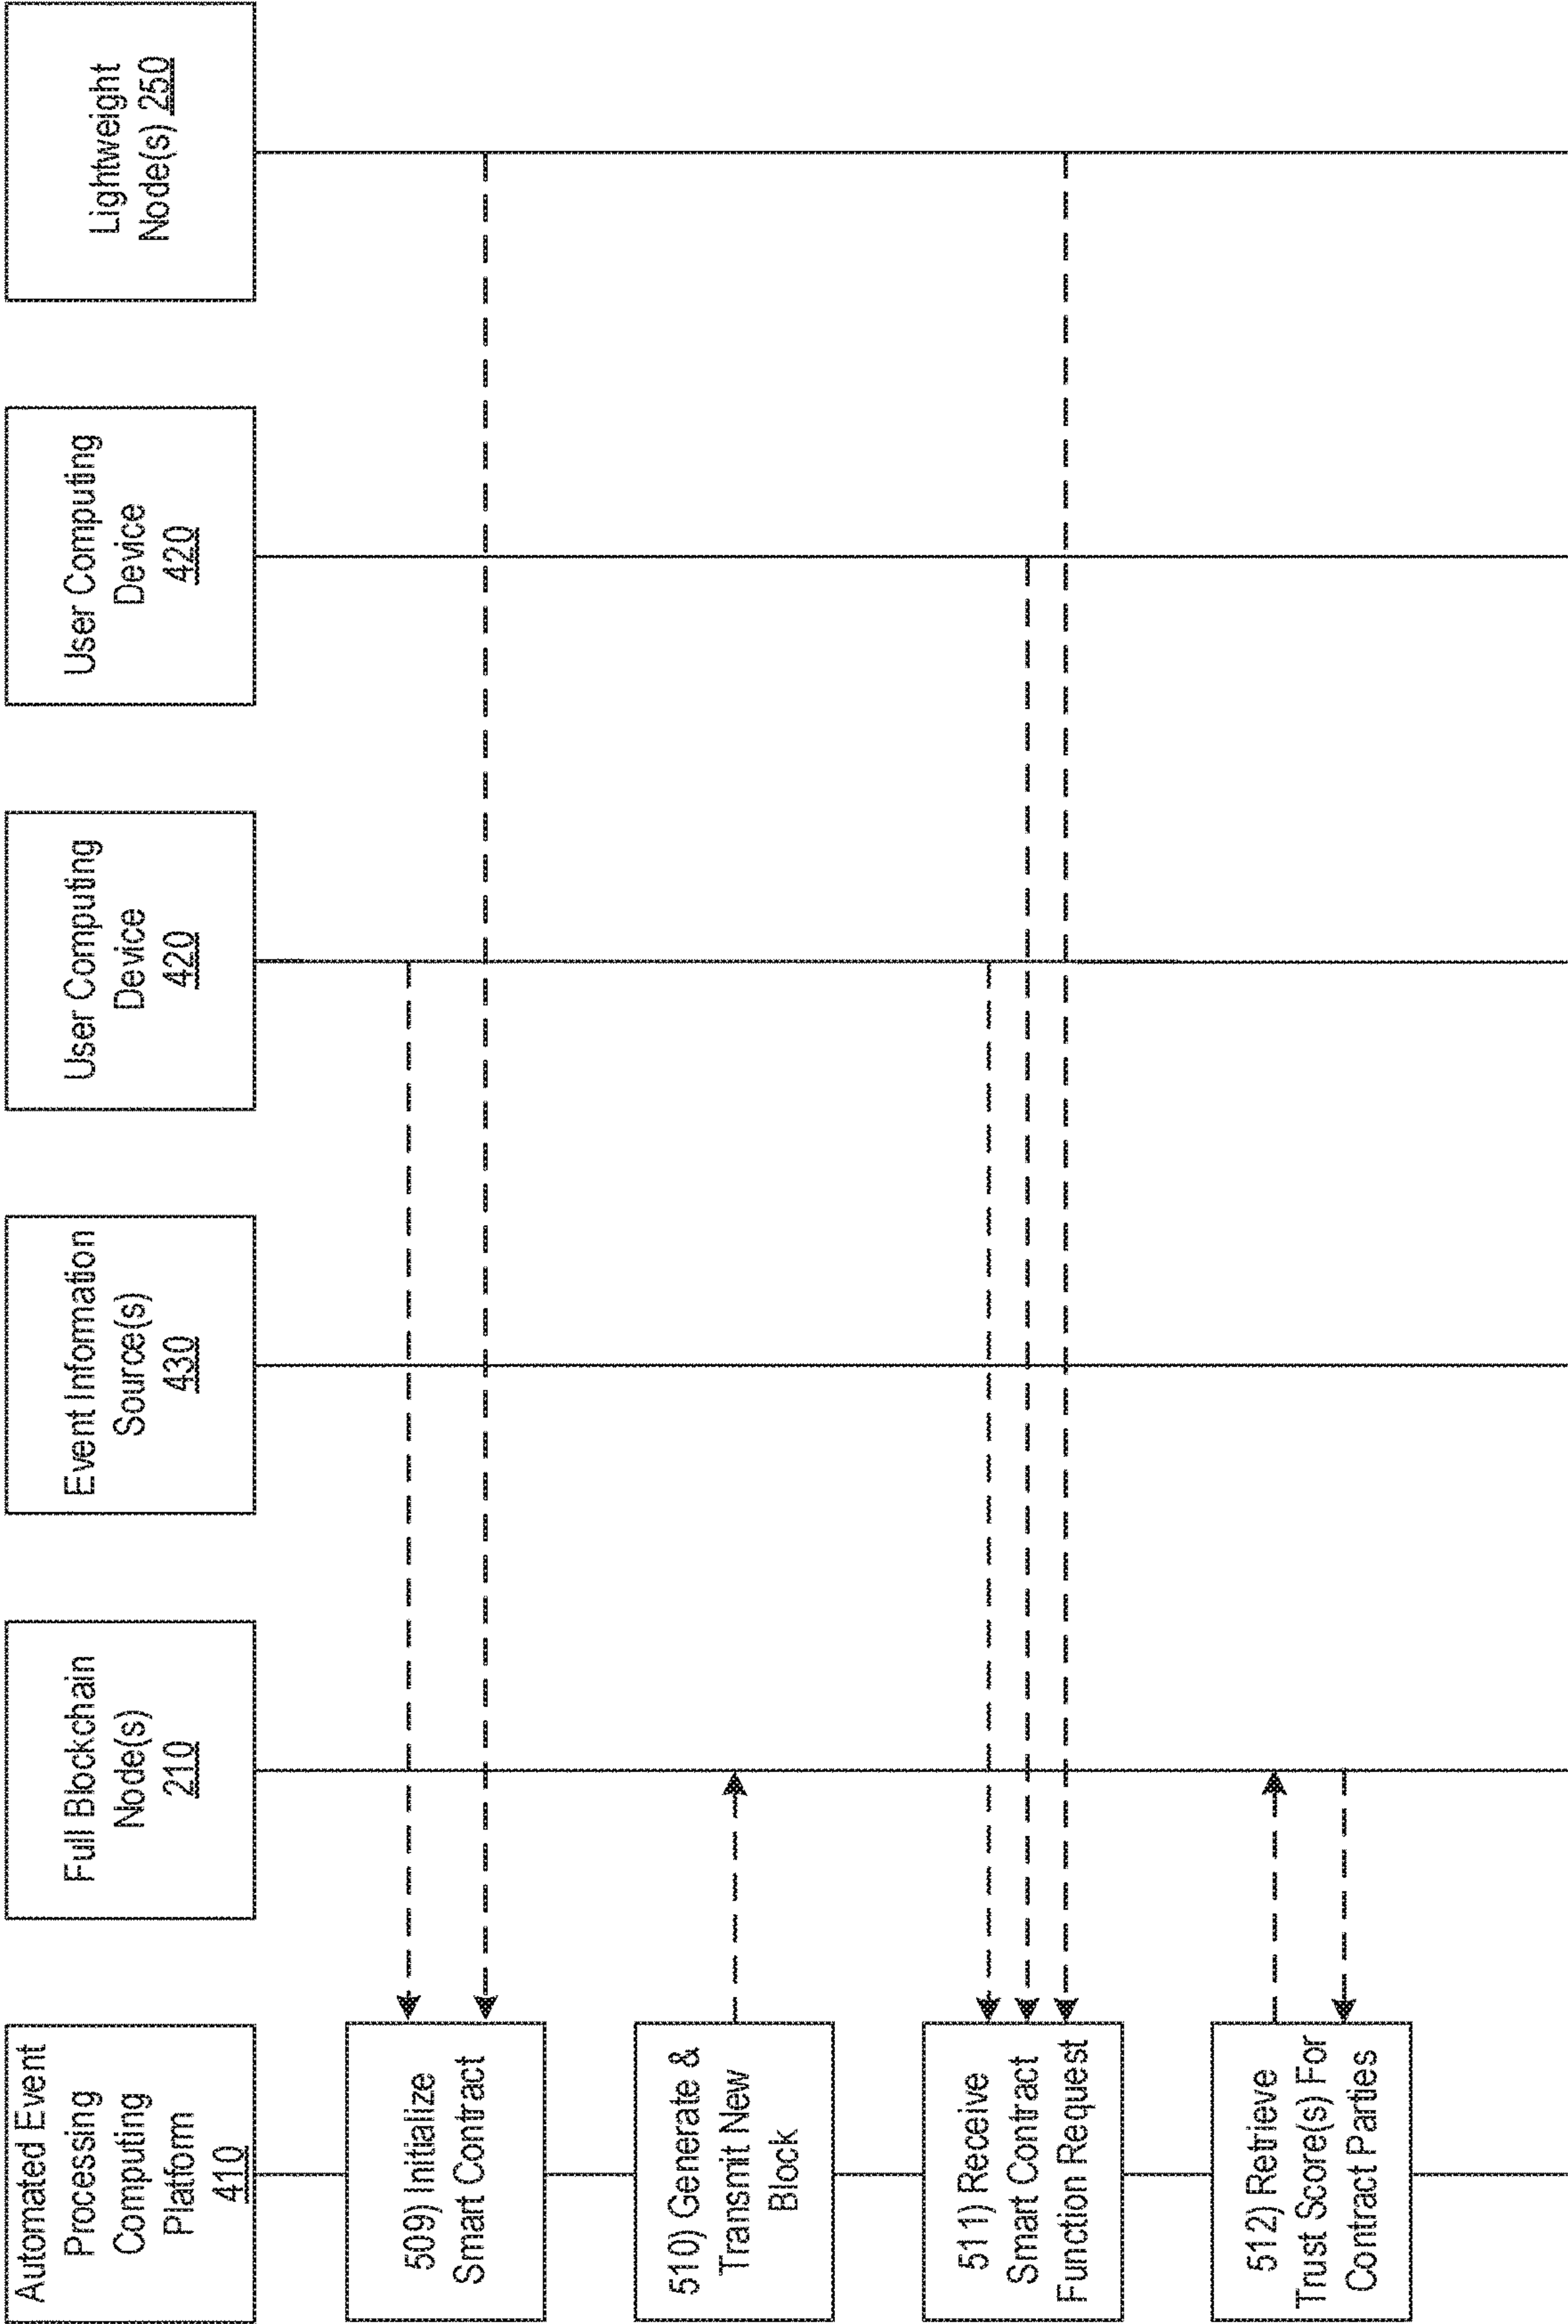 Automated Event
Processing
Computing
Platform
410
Full Blockchain
Node(s)
210
Event Information
Source(s)
430
User Computing
Device
420
User Computing
Device
420
Lightweight
Node(s) 250
509) Initialize
Smart Contract
510) Generate &
Transmit New
Block
511) Receive
Smart Contract
Function Request
512) Retrieve
Trust Score(s) For
Contract Parties